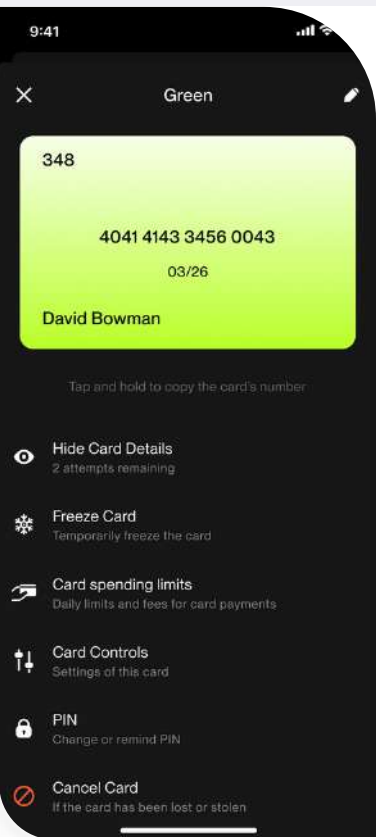 9:41
Green
348
4041 4143 3456 0043
03/26
David Bowman
Tap and hold to copy the card's number
Hide Card Details
2 attempts remaining
Freeze Card
Temporarily freeze the card
Card spending limits
Daily limits and fees for card payments
Card Controls
Settings of this card
PIN
Change or remind PIN
Cancel Card
If the card has been lost or stolen